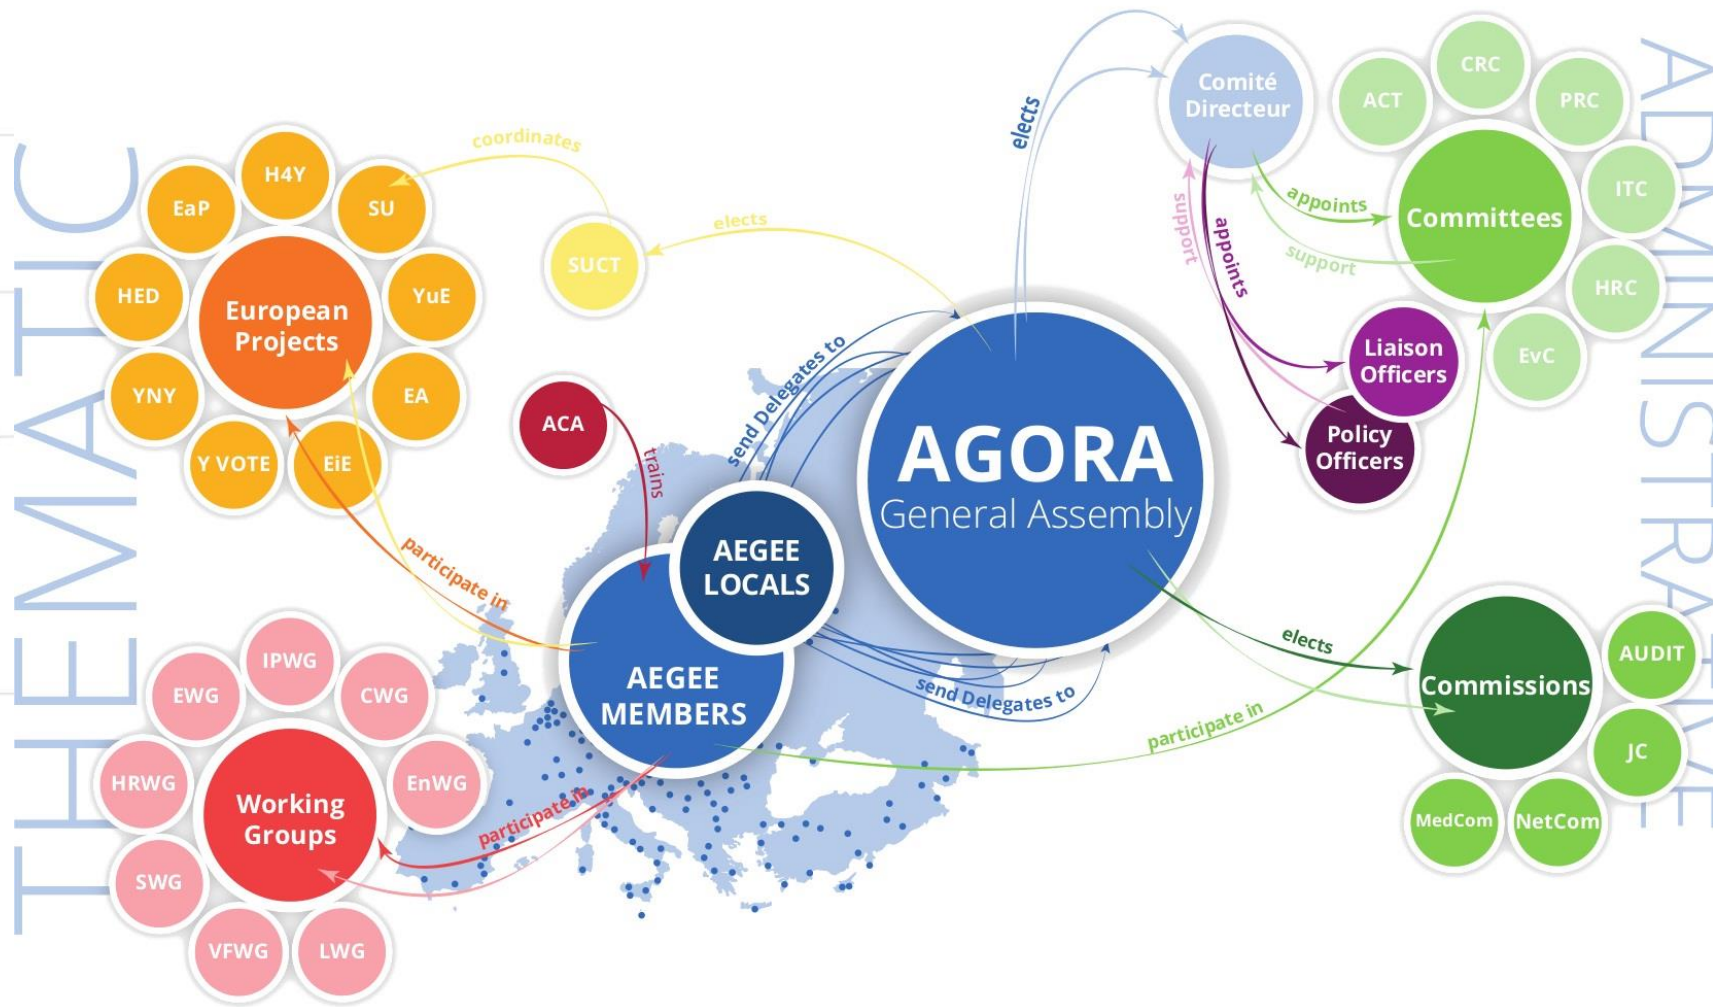 THEMATIC
ADMINISTRATIVE
H4Y
EaP
SU
HED
European
Projects
YuE
YNY
EA
Y VOTE
EiE
coordinates
SUCT
elects
ACA
trains
participate in
IPWG
EWG
CWG
HRWG
Working
Groups
EnWG
SWG
VFWG
LWG
participate in
AEGEE
LOCALS
AEGEE
MEMBERS
send Delegates to
send Delegates to
AGORA
General Assembly
elects
Comité
Directeur
appoints
support
support
appoints
CRC
ACT
PRC
Committees
ITC
HRC
EvC
Liaison
Officers
Policy
Officers
participate in
elects
Commissions
AUDIT
JC
MedCom
NetCom